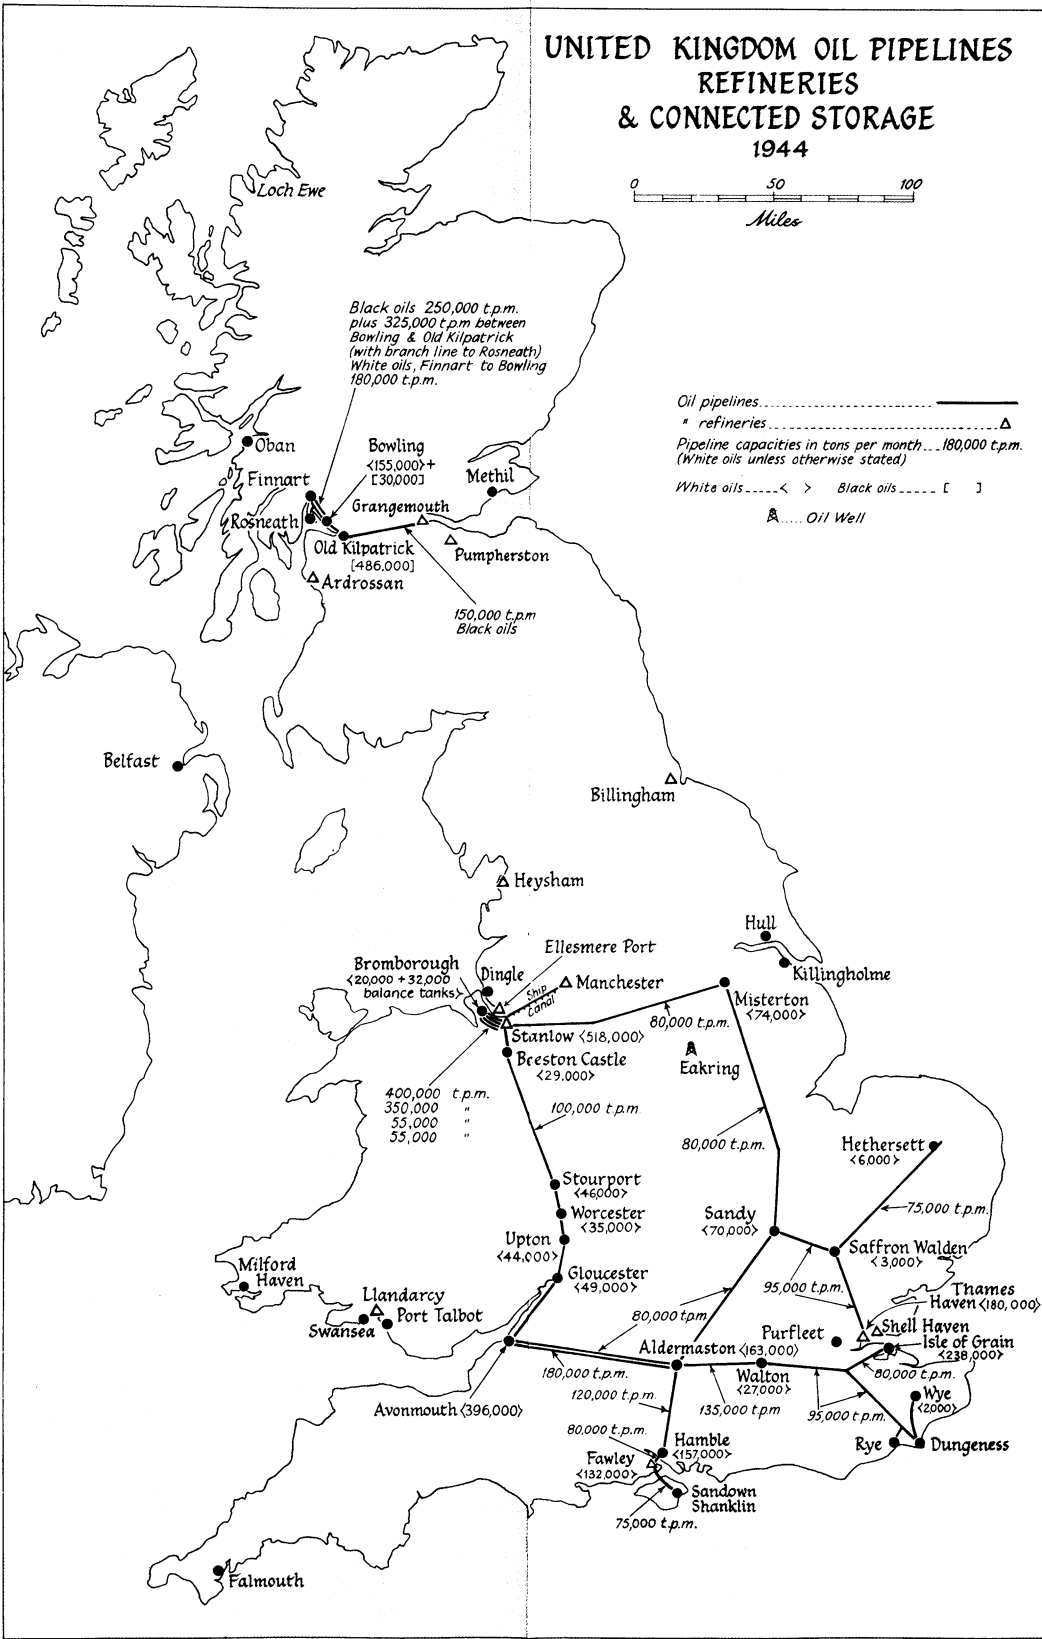 UNITED KINGDOM OIL PIPELINES
REFINERIES
& CONNECTED STORAGE
1944
0 50 100
Miles
Loch Ewe
Black oils 250,000 t.p.m.
plus 325,000 t.p.m between
Bowling & Old Kilpatrick
(with branch line to Rosneath)
White oils, Finnart to Bowling
180,000 t.p.m.
Oil pipelines
" refineries
Pipeline capacities in tons per month 180,000 t.p.m.
(White oils unless otherwise stated)
White oils < > Black oils [ ]
Oil Well
Oban
Bowling
<155,000>+
[30,000]
Finnart
Methil
Grangemouth
Rosneath
Old Kilpatrick
[486,000]
Pumpherston
Ardrossan
150,000 t.p.m
Black oils
Belfast
Billingham
Heysham
Hull
Killingholme
Ellesmere Port
Bromborough
<20,000 + 32,000
balance tanks>
Dingle
Manchester
Ship
Canal
Misterton
<74,000>
80,000 t.p.m.
Stanlow <518,000>
Beeston Castle
<29,000>
Eakring
400,000 t.p.m.
350,000 "
55,000 "
55,000 "
100,000 t.p.m.
80,000 t.p.m.
Hethersett
<6,000>
75,000 t.p.m.
Stourport
<46,000>
Worcester
<35,000>
Upton
<44,000>
Gloucester
<49,000>
Sandy
<70,000>
Saffron Walden
<3,000>
95,000 t.p.m.
Milford
Haven
Llandarcy
Port Talbot
Swansea
80,000 t.p.m.
Thames
Haven <180,000>
Shell Haven
Purfleet
Isle of Grain
<238,000>
Aldermaston <163,000>
Walton
<27,000>
180,000 t.p.m.
80,000 t.p.m.
120,000 t.p.m.
135,000 t.p.m
95,000 t.p.m.
Wye
<2,000>
Avonmouth <396,000>
80,000 t.p.m.
Hamble
<157,000>
Rye
Dungeness
Fawley
<132,000>
Sandown
Shanklin
75,000 t.p.m.
Falmouth